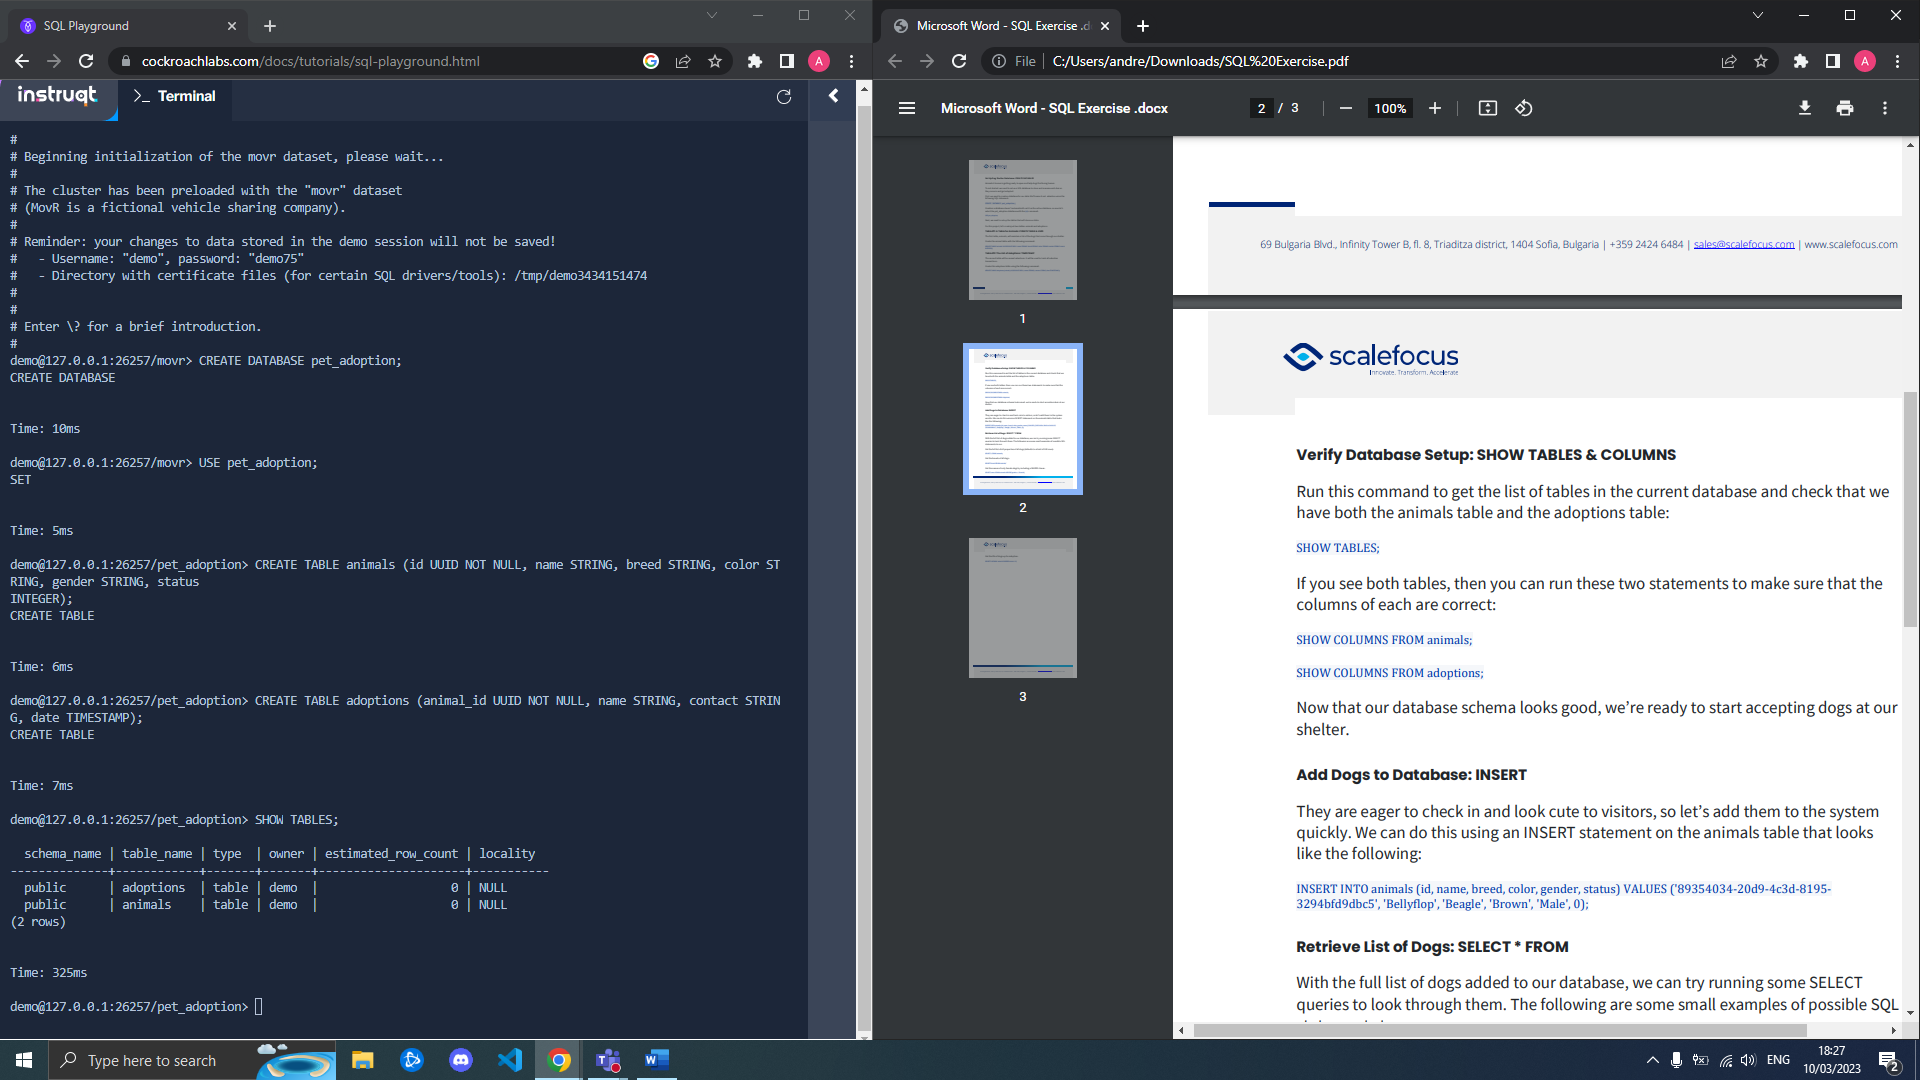 SQL Playground
cockroachlabs.com/docs/tutorials/sql-playground.html
A
instruqt
>_ Terminal
#
# Beginning initialization of the movr dataset, please wait...
#
# The cluster has been preloaded with the "movr" dataset
# (MovR is a fictional vehicle sharing company).
#
# Reminder: your changes to data stored in the demo session will not be saved!
#   - Username: "demo", password: "demo75"
#   - Directory with certificate files (for certain SQL drivers/tools): /tmp/demo3434151474
#
#
# Enter \? for a brief introduction.
#
demo@127.0.0.1:26257/movr> CREATE DATABASE pet_adoption;
CREATE DATABASE
Time: 10ms
demo@127.0.0.1:26257/movr> USE pet_adoption;
SET
Time: 5ms
demo@127.0.0.1:26257/pet_adoption> CREATE TABLE animals (id UUID NOT NULL, name STRING, breed STRING, color ST
RING, gender STRING, status
INTEGER);
CREATE TABLE
Time: 6ms
demo@127.0.0.1:26257/pet_adoption> CREATE TABLE adoptions (animal_id UUID NOT NULL, name STRING, contact STRIN
G, date TIMESTAMP);
CREATE TABLE
Time: 7ms
demo@127.0.0.1:26257/pet_adoption> SHOW TABLES;
schema_name | table_name | type | owner | estimated_row_count | locality
--------------+------------+-------+-------+---------------------+-----------
public | adoptions | table | demo | 0 | NULL
public | animals | table | demo | 0 | NULL
(2 rows)
Time: 325ms
demo@127.0.0.1:26257/pet_adoption>
Microsoft Word - SQL Exercise .d
File | C:/Users/andre/Downloads/SQL%20Exercise.pdf
A
Microsoft Word - SQL Exercise .docx
2 / 3
100%
1
2
3
69 Bulgaria Blvd., Infinity Tower B, fl. 8, Triaditza district, 1404 Sofia, Bulgaria | +359 2424 6484 | sales@scalefocus.com | www.scalefocus.com
scalefocus
Innovate. Transform. Accelerate
Verify Database Setup: SHOW TABLES & COLUMNS
Run this command to get the list of tables in the current database and check that we
have both the animals table and the adoptions table:
SHOW TABLES;
If you see both tables, then you can run these two statements to make sure that the
columns of each are correct:
SHOW COLUMNS FROM animals;
SHOW COLUMNS FROM adoptions;
Now that our database schema looks good, we're ready to start accepting dogs at our
shelter.
Add Dogs to Database: INSERT
They are eager to check in and look cute to visitors, so let's add them to the system
quickly. We can do this using an INSERT statement on the animals table that looks
like the following:
INSERT INTO animals (id, name, breed, color, gender, status) VALUES ('89354034-20d9-4c3d-8195-
3294bfd9dbc5', 'Bellyflop', 'Beagle', 'Brown', 'Male', 0);
Retrieve List of Dogs: SELECT * FROM
With the full list of dogs added to our database, we can try running some SELECT
queries to look through them. The following are some small examples of possible SQL
Type here to search
ENG
18:27
10/03/2023
2